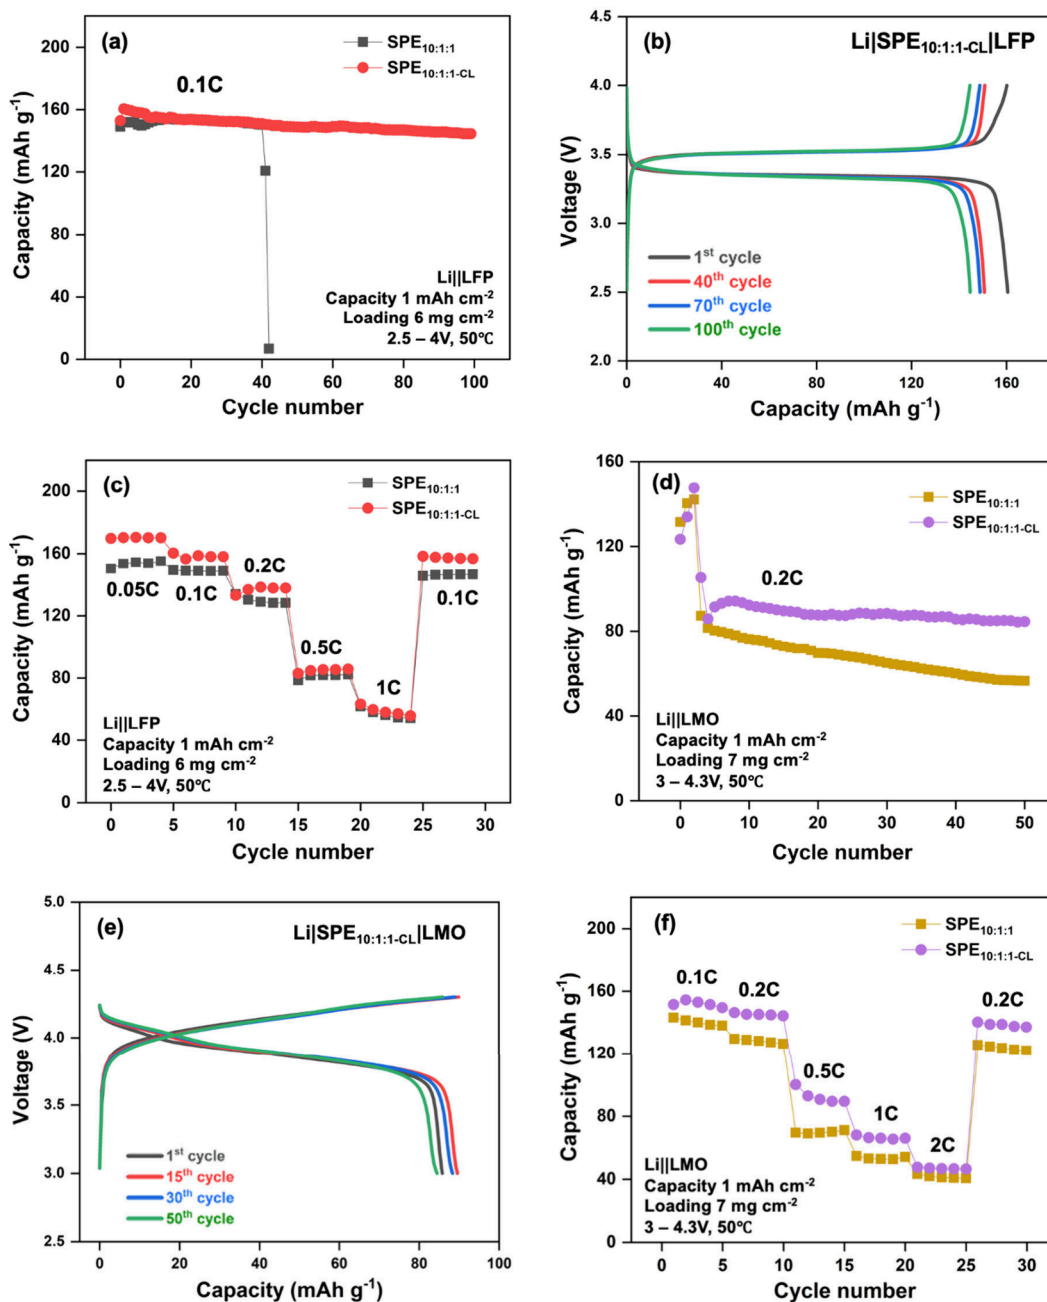 (a)
SPE10:1:1
SPE10:1:1-CL
0.1C
Capacity (mAh g-1)
200
160
120
80
40
0
Li||LFP
Capacity 1 mAh cm-2
Loading 6 mg cm-2
2.5 – 4V, 50℃
0 20 40 60 80 100
Cycle number
(b)
Li|SPE10:1:1-CL|LFP
Voltage (V)
4.5
4.0
3.5
3.0
2.5
2.0
1st cycle
40th cycle
70th cycle
100th cycle
0 40 80 120 160
Capacity (mAh g-1)
(c)
SPE10:1:1
SPE10:1:1-CL
Capacity (mAh g-1)
200
160
120
80
40
0
0.05C
0.1C
0.2C
0.5C
1C
0.1C
Li||LFP
Capacity 1 mAh cm-2
Loading 6 mg cm-2
2.5 – 4V, 50℃
0 5 10 15 20 25 30
Cycle number
(d)
SPE10:1:1
SPE10:1:1-CL
0.2C
Capacity (mAh g-1)
160
120
80
40
0
Li||LMO
Capacity 1 mAh cm-2
Loading 7 mg cm-2
3 – 4.3V, 50℃
0 10 20 30 40 50
Cycle number
(e)
Li|SPE10:1:1-CL|LMO
Voltage (V)
5.0
4.5
4.0
3.5
3.0
2.5
1st cycle
15th cycle
30th cycle
50th cycle
0 20 40 60 80 100
Capacity (mAh g-1)
(f)
SPE10:1:1
SPE10:1:1-CL
Capacity (mAh g-1)
200
160
120
80
40
0
0.1C
0.2C
0.5C
1C
2C
0.2C
Li||LMO
Capacity 1 mAh cm-2
Loading 7 mg cm-2
3 – 4.3V, 50℃
0 5 10 15 20 25 30
Cycle number